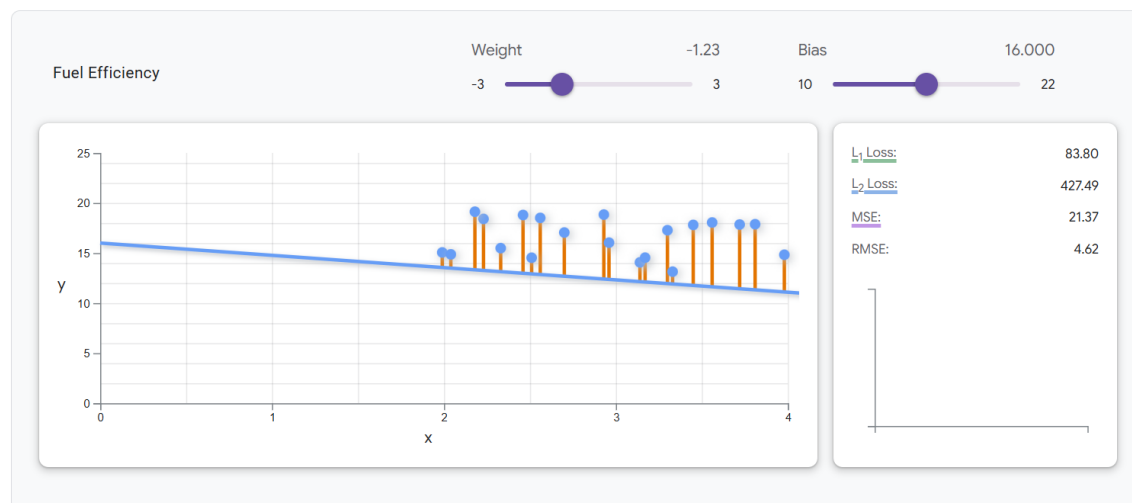 Fuel Efficiency
Weight -1.23
-3 3
Bias 16.000
10 22
25
20
15
10
5
0
y
0 1 2 3 4
x
L1 Loss: 83.80
L2 Loss: 427.49
MSE: 21.37
RMSE: 4.62